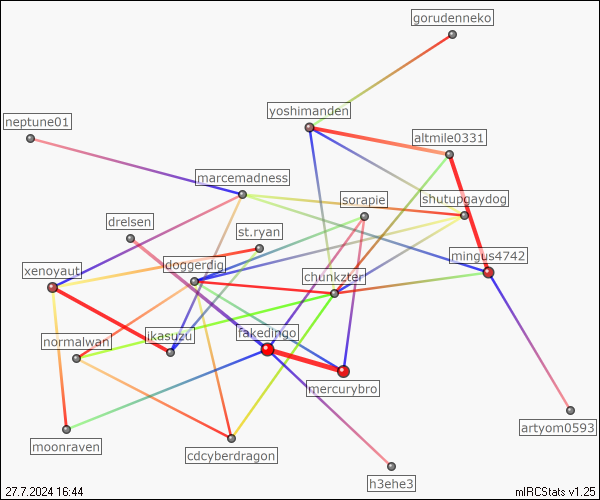 gorudenneko
yoshimanden
neptune01
altmile0331
marcemadness
sorapie
shutupgaydog
drelsen
st.ryan
mingus4742
xenoyaut
doggerdig
chunkzter
normalwan
ikasuzu
fakedingo
mercurybro
artyom0593
moonraven
cdcyberdragon
h3ehe3
27.7.2024 16:44
mIRCStats v1.25